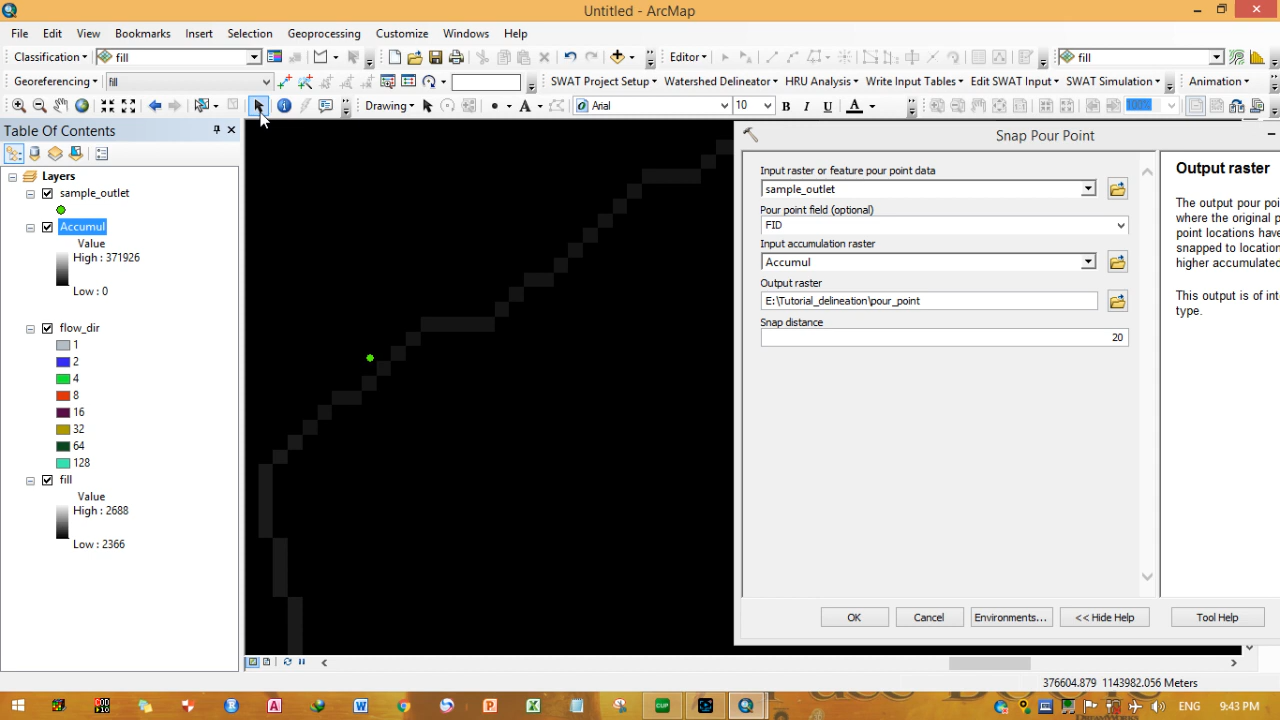 Untitled - ArcMap
File Edit View Bookmarks Insert Selection Geoprocessing Customize Windows Help
Classification fill Editor fill
Georeferencing fill SWAT Project Setup Watershed Delineator HRU Analysis Write Input Tables Edit SWAT Input SWAT Simulation Animation
Drawing A Arial 10 B I U A 100%
Table Of Contents
Layers
sample_outlet
Accumul
Value
High : 371926
Low : 0
flow_dir
1
2
4
8
16
32
64
128
fill
Value
High : 2688
Low : 2366
Snap Pour Point
Input raster or feature pour point data
sample_outlet
Pour point field (optional)
FID
Input accumulation raster
Accumul
Output raster
E:\Tutorial_delineation\pour_point
Snap distance
20
OK Cancel Environments... << Hide Help Tool Help
Output raster
The output pour poi
where the original p
point locations have
snapped to location
higher accumulated
This output is of int
type.
376604.879 1143982.056 Meters
ENG 9:43 PM